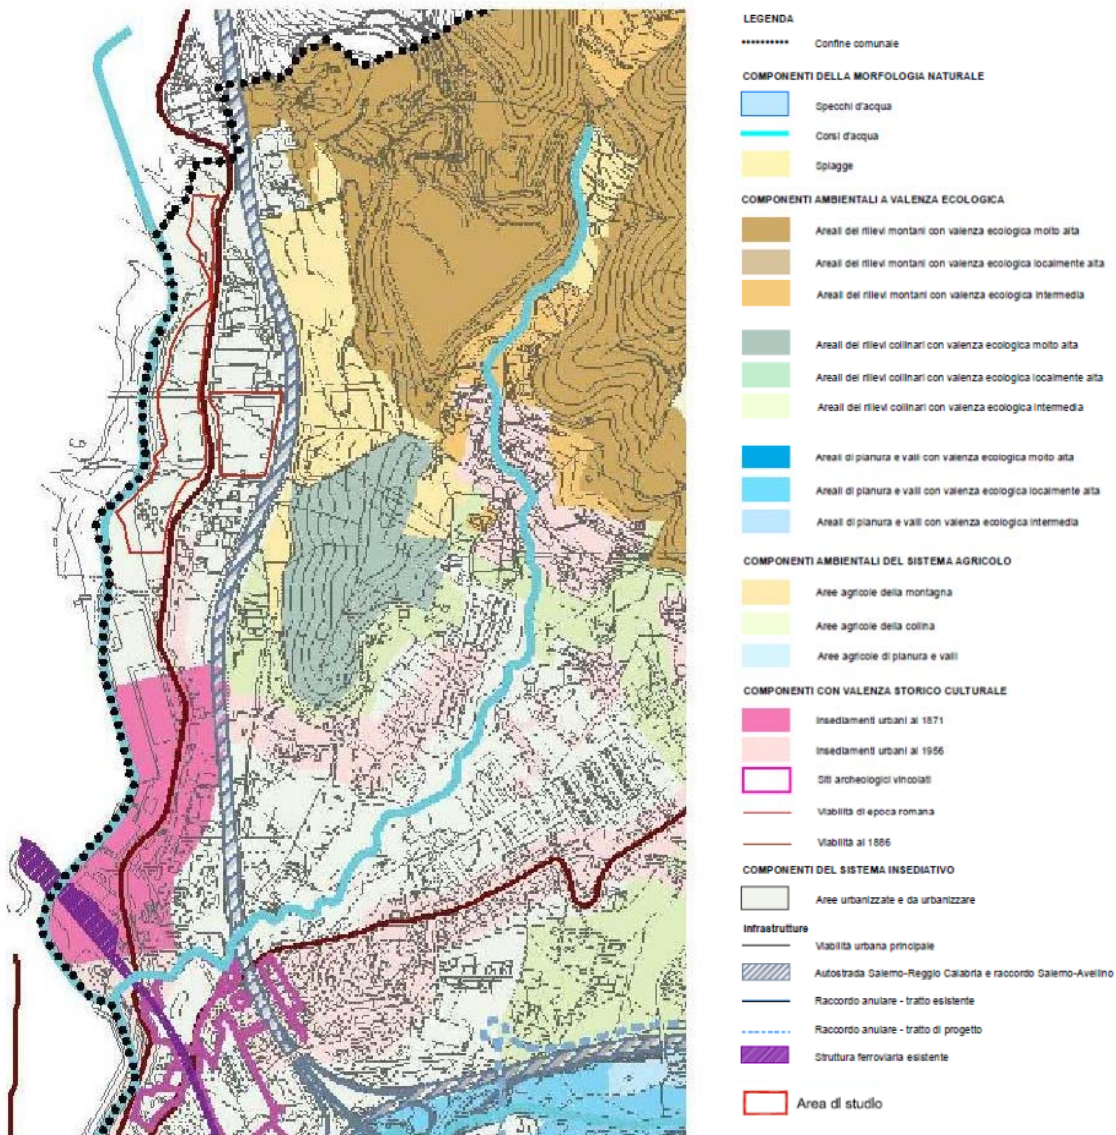 LEGENDA
Confine comunale
COMPONENTI DELLA MORFOLOGIA NATURALE
Specchi d'acqua
Corsi d'acqua
Spiagge
COMPONENTI AMBIENTALI A VALENZA ECOLOGICA
Areali dei rilievi montani con valenza ecologica molto alta
Areali dei rilievi montani con valenza ecologica localmente alta
Areali dei rilievi montani con valenza ecologica intermedia
Areali dei rilievi collinari con valenza ecologica molto alta
Areali dei rilievi collinari con valenza ecologica localmente alta
Areali dei rilievi collinari con valenza ecologica intermedia
Areali di pianura e valli con valenza ecologica molto alta
Areali di pianura e valli con valenza ecologica localmente alta
Areali di pianura e valli con valenza ecologica intermedia
COMPONENTI AMBIENTALI DEL SISTEMA AGRICOLO
Aree agricole della montagna
Aree agricole della collina
Aree agricole di pianura e valli
COMPONENTI CON VALENZA STORICO CULTURALE
Insediamenti urbani al 1871
Insediamenti urbani al 1956
Siti archeologici vincolati
Viabilità di epoca romana
Viabilità al 1886
COMPONENTI DEL SISTEMA INSEDIATIVO
Aree urbanizzate e da urbanizzare
Infrastrutture
Viabilità urbana principale
Autostrada Salerno-Reggio Calabria e raccordo Salerno-Avellino
Raccordo anulare - tratto esistente
Raccordo anulare - tratto di progetto
Struttura ferroviaria esistente
Area di studio